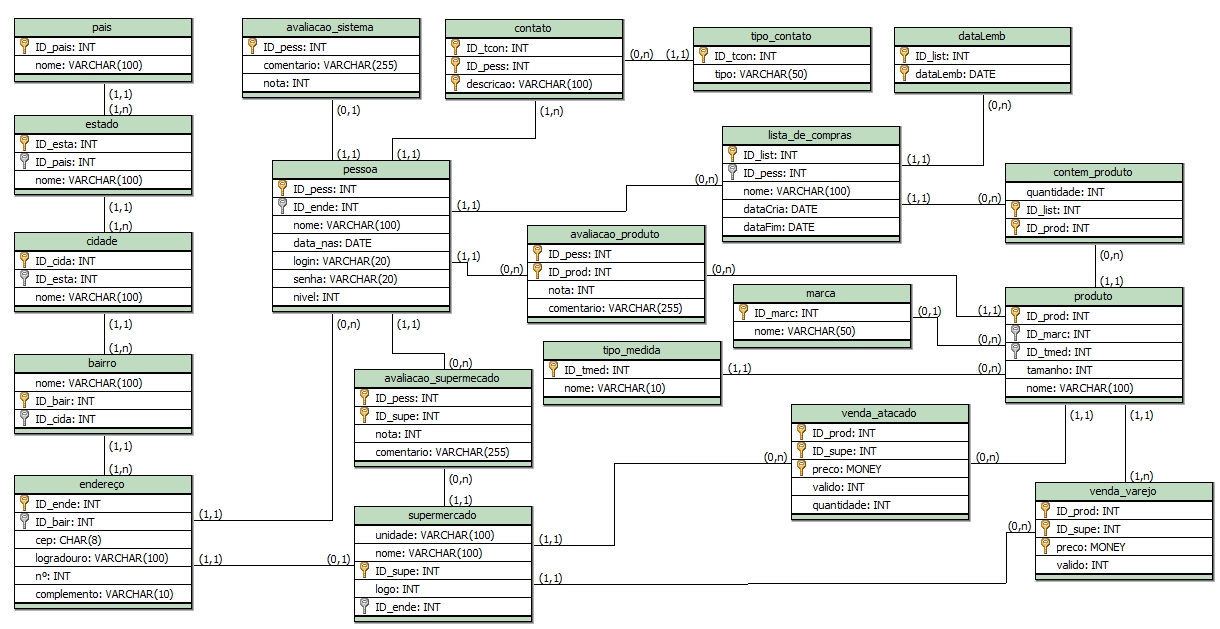 pais
ID_pais: INT
nome: VARCHAR(100)
(1,1)
(1,n)
estado
ID_esta: INT
ID_pais: INT
nome: VARCHAR(100)
(1,1)
(1,n)
cidade
ID_cida: INT
ID_esta: INT
nome: VARCHAR(100)
(1,1)
(1,n)
bairro
nome: VARCHAR(100)
ID_bair: INT
ID_cida: INT
(1,1)
(1,n)
endereço
ID_ende: INT
ID_bair: INT
cep: CHAR(8)
logradouro: VARCHAR(100)
nº: INT
complemento: VARCHAR(10)
(1,1)
(1,1)
(0,1)
avaliacao_sistema
ID_pess: INT
comentario: VARCHAR(255)
nota: INT
(0,1)
(1,1)
contato
ID_tcon: INT
ID_pess: INT
descricao: VARCHAR(100)
(0,n)
(1,1)
(1,n)
(1,1)
tipo_contato
ID_tcon: INT
tipo: VARCHAR(50)
dataLemb
ID_list: INT
dataLemb: DATE
(0,n)
(1,1)
pessoa
ID_pess: INT
ID_ende: INT
nome: VARCHAR(100)
data_nas: DATE
login: VARCHAR(20)
senha: VARCHAR(20)
nivel: INT
(1,1)
(0,n)
(1,1)
(0,n)
(0,n)
(1,1)
(0,n)
lista_de_compras
ID_list: INT
ID_pess: INT
nome: VARCHAR(100)
dataCria: DATE
dataFim: DATE
(1,1)
(0,n)
contem_produto
quantidade: INT
ID_list: INT
ID_prod: INT
(0,n)
(1,1)
avaliacao_produto
ID_pess: INT
ID_prod: INT
nota: INT
comentario: VARCHAR(255)
(0,n)
(1,1)
marca
ID_marc: INT
nome: VARCHAR(50)
(0,1)
(0,n)
produto
ID_prod: INT
ID_marc: INT
ID_tmed: INT
tamanho: INT
nome: VARCHAR(100)
tipo_medida
ID_tmed: INT
nome: VARCHAR(10)
(1,1)
(0,n)
avaliacao_supermecado
ID_pess: INT
ID_supe: INT
nota: INT
comentario: VARCHAR(255)
(0,n)
(1,1)
venda_atacado
ID_prod: INT
ID_supe: INT
preco: MONEY
valido: INT
quantidade: INT
(0,n)
(0,n)
(1,1)
(1,1)
(1,n)
supermercado
unidade: VARCHAR(100)
nome: VARCHAR(100)
ID_supe: INT
logo: INT
ID_ende: INT
(1,1)
(1,1)
(0,n)
venda_varejo
ID_prod: INT
ID_supe: INT
preco: MONEY
valido: INT